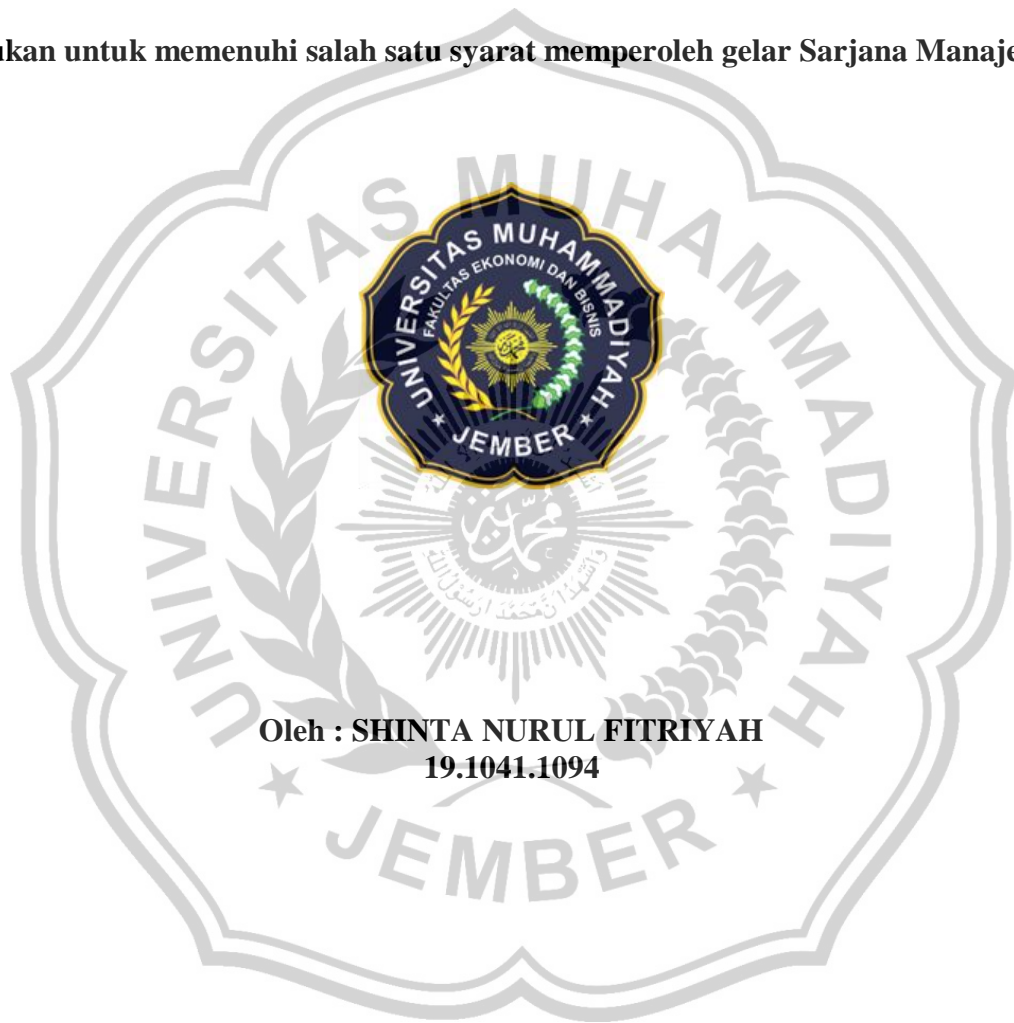 ukan untuk memenuhi salah satu syarat memperoleh gelar Sarjana Manaje
UNIVERSITAS MUHAMMADIYAH
UNIVERSITAS MUHAMMADIYAH
FAKULTAS EKONOMI DAN BISNIS
* JEMBER *
Oleh : SHINTA NURUL FITRIYAH
19.1041.1094
* JEMBER *